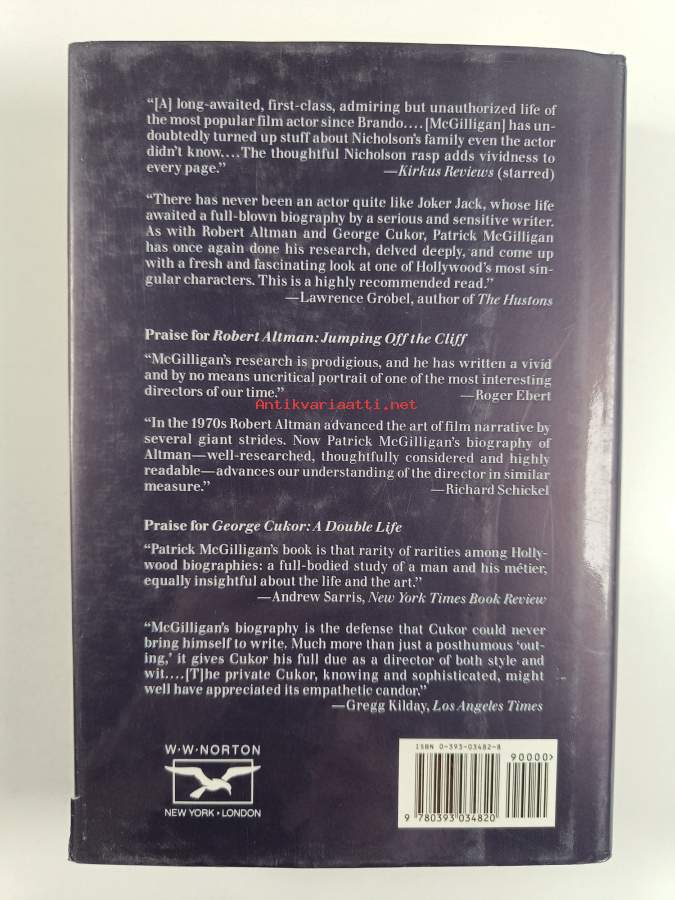 “[A] long-awaited, first-class, admiring but unauthorized life of
the most popular film actor since Brando.... [McGilligan] has un-
doubtedly turned up stuff about Nicholson’s family even the actor
didn’t know....The thoughtful Nicholson rasp adds vividness to
every page.” —Kirkus Reviews (starred)
“There has never been an actor quite like Joker Jack, whose life
awaited a full-blown biography by a serious and sensitive writer.
As with Robert Altman and George Cukor, Patrick McGilligan
has once again done his research, delved deeply, and come up
with a fresh and fascinating look at one of Hollywood’s most sin-
gular characters. This is a highly recommended read.”
—Lawrence Grobel, author of The Hustons
Praise for Robert Altman: Jumping Off the Cliff
“McGilligan’s research is prodigious, and he has written a vivid
and by no means uncritical portrait of one of the most interesting
directors of our time.” —Roger Ebert
Antikvariaatti.net
“In the 1970s Robert Altman advanced the art of film narrative by
several giant strides. Now Patrick McGilligan’s biography of
Altman—well-researched, thoughtfully considered and highly
readable—advances our understanding of the director in similar
measure.” —Richard Schickel
Praise for George Cukor: A Double Life
“Patrick McGilligan’s book is that rarity of rarities among Holly-
wood biographies: a full-bodied study of a man and his métier,
equally insightful about the life and the art.”
—Andrew Sarris, New York Times Book Review
“McGilligan’s biography is the defense that Cukor could never
bring himself to write. Much more than just a posthumous ‘out-
ing,’ it gives Cukor his full due as a director of both style and
wit....[T]he private Cukor, knowing and sophisticated, might
well have appreciated its empathetic candor.”
—Gregg Kilday, Los Angeles Times
W·W·NORTON
NEW YORK · LONDON
ISBN 0-393-03482-8
90000>
9 780393 034820